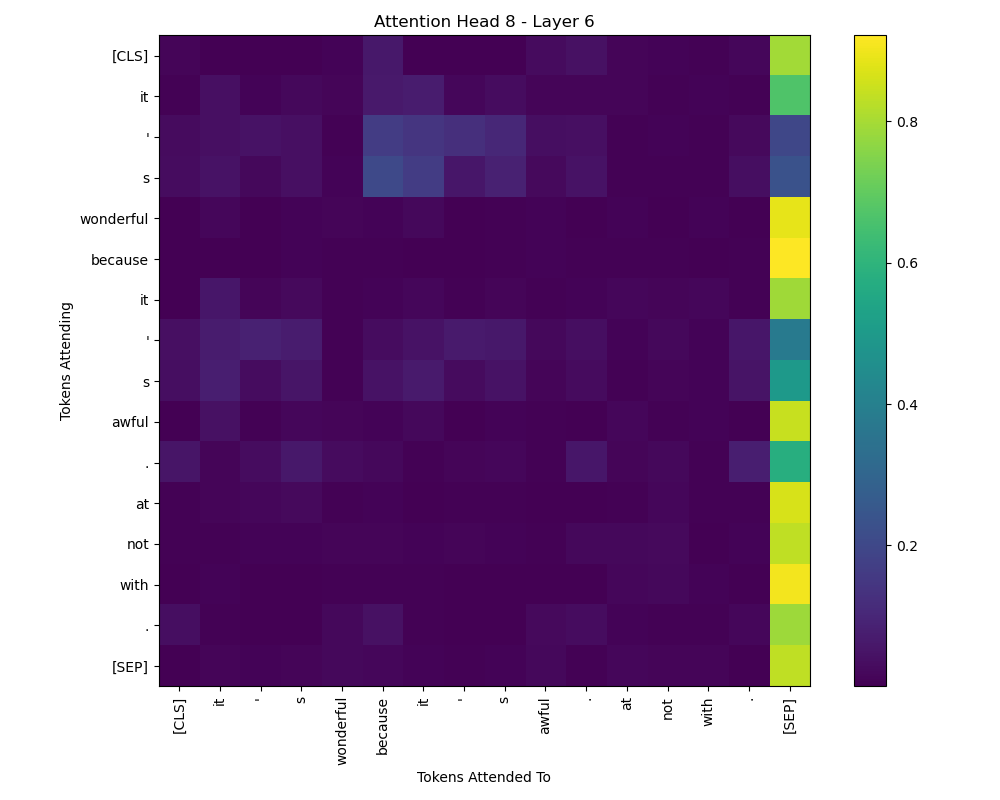 Attention Head 8 - Layer 6
[CLS]
it
'
s
wonderful
because
it
'
s
awful
.
at
not
with
.
[SEP]
Tokens Attending
[CLS]
it
'
s
wonderful
because
it
'
s
awful
.
at
not
with
.
[SEP]
Tokens Attended To
0.8
0.6
0.4
0.2